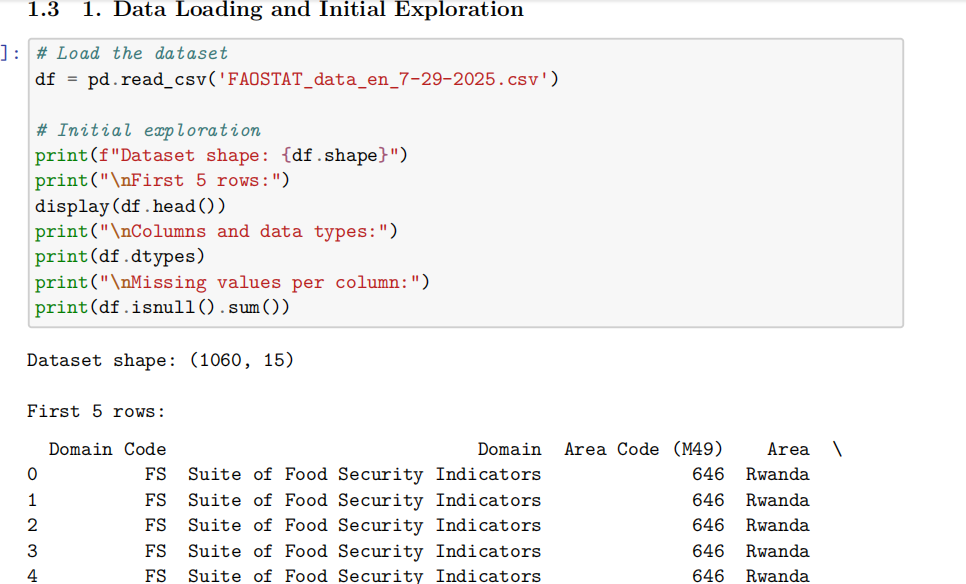 1.3 1. Data Loading and Initial Exploration
]: # Load the dataset
df = pd.read_csv('FAOSTAT_data_en_7-29-2025.csv')
# Initial exploration
print(f"Dataset shape: {df.shape}")
print("\nFirst 5 rows:")
display(df.head())
print("\nColumns and data types:")
print(df.dtypes)
print("\nMissing values per column:")
print(df.isnull().sum())
Dataset shape: (1060, 15)
First 5 rows:
Domain Code Domain Area Code (M49) Area \
0 FS Suite of Food Security Indicators 646 Rwanda
1 FS Suite of Food Security Indicators 646 Rwanda
2 FS Suite of Food Security Indicators 646 Rwanda
3 FS Suite of Food Security Indicators 646 Rwanda
4 FS Suite of Food Security Indicators 646 Rwanda